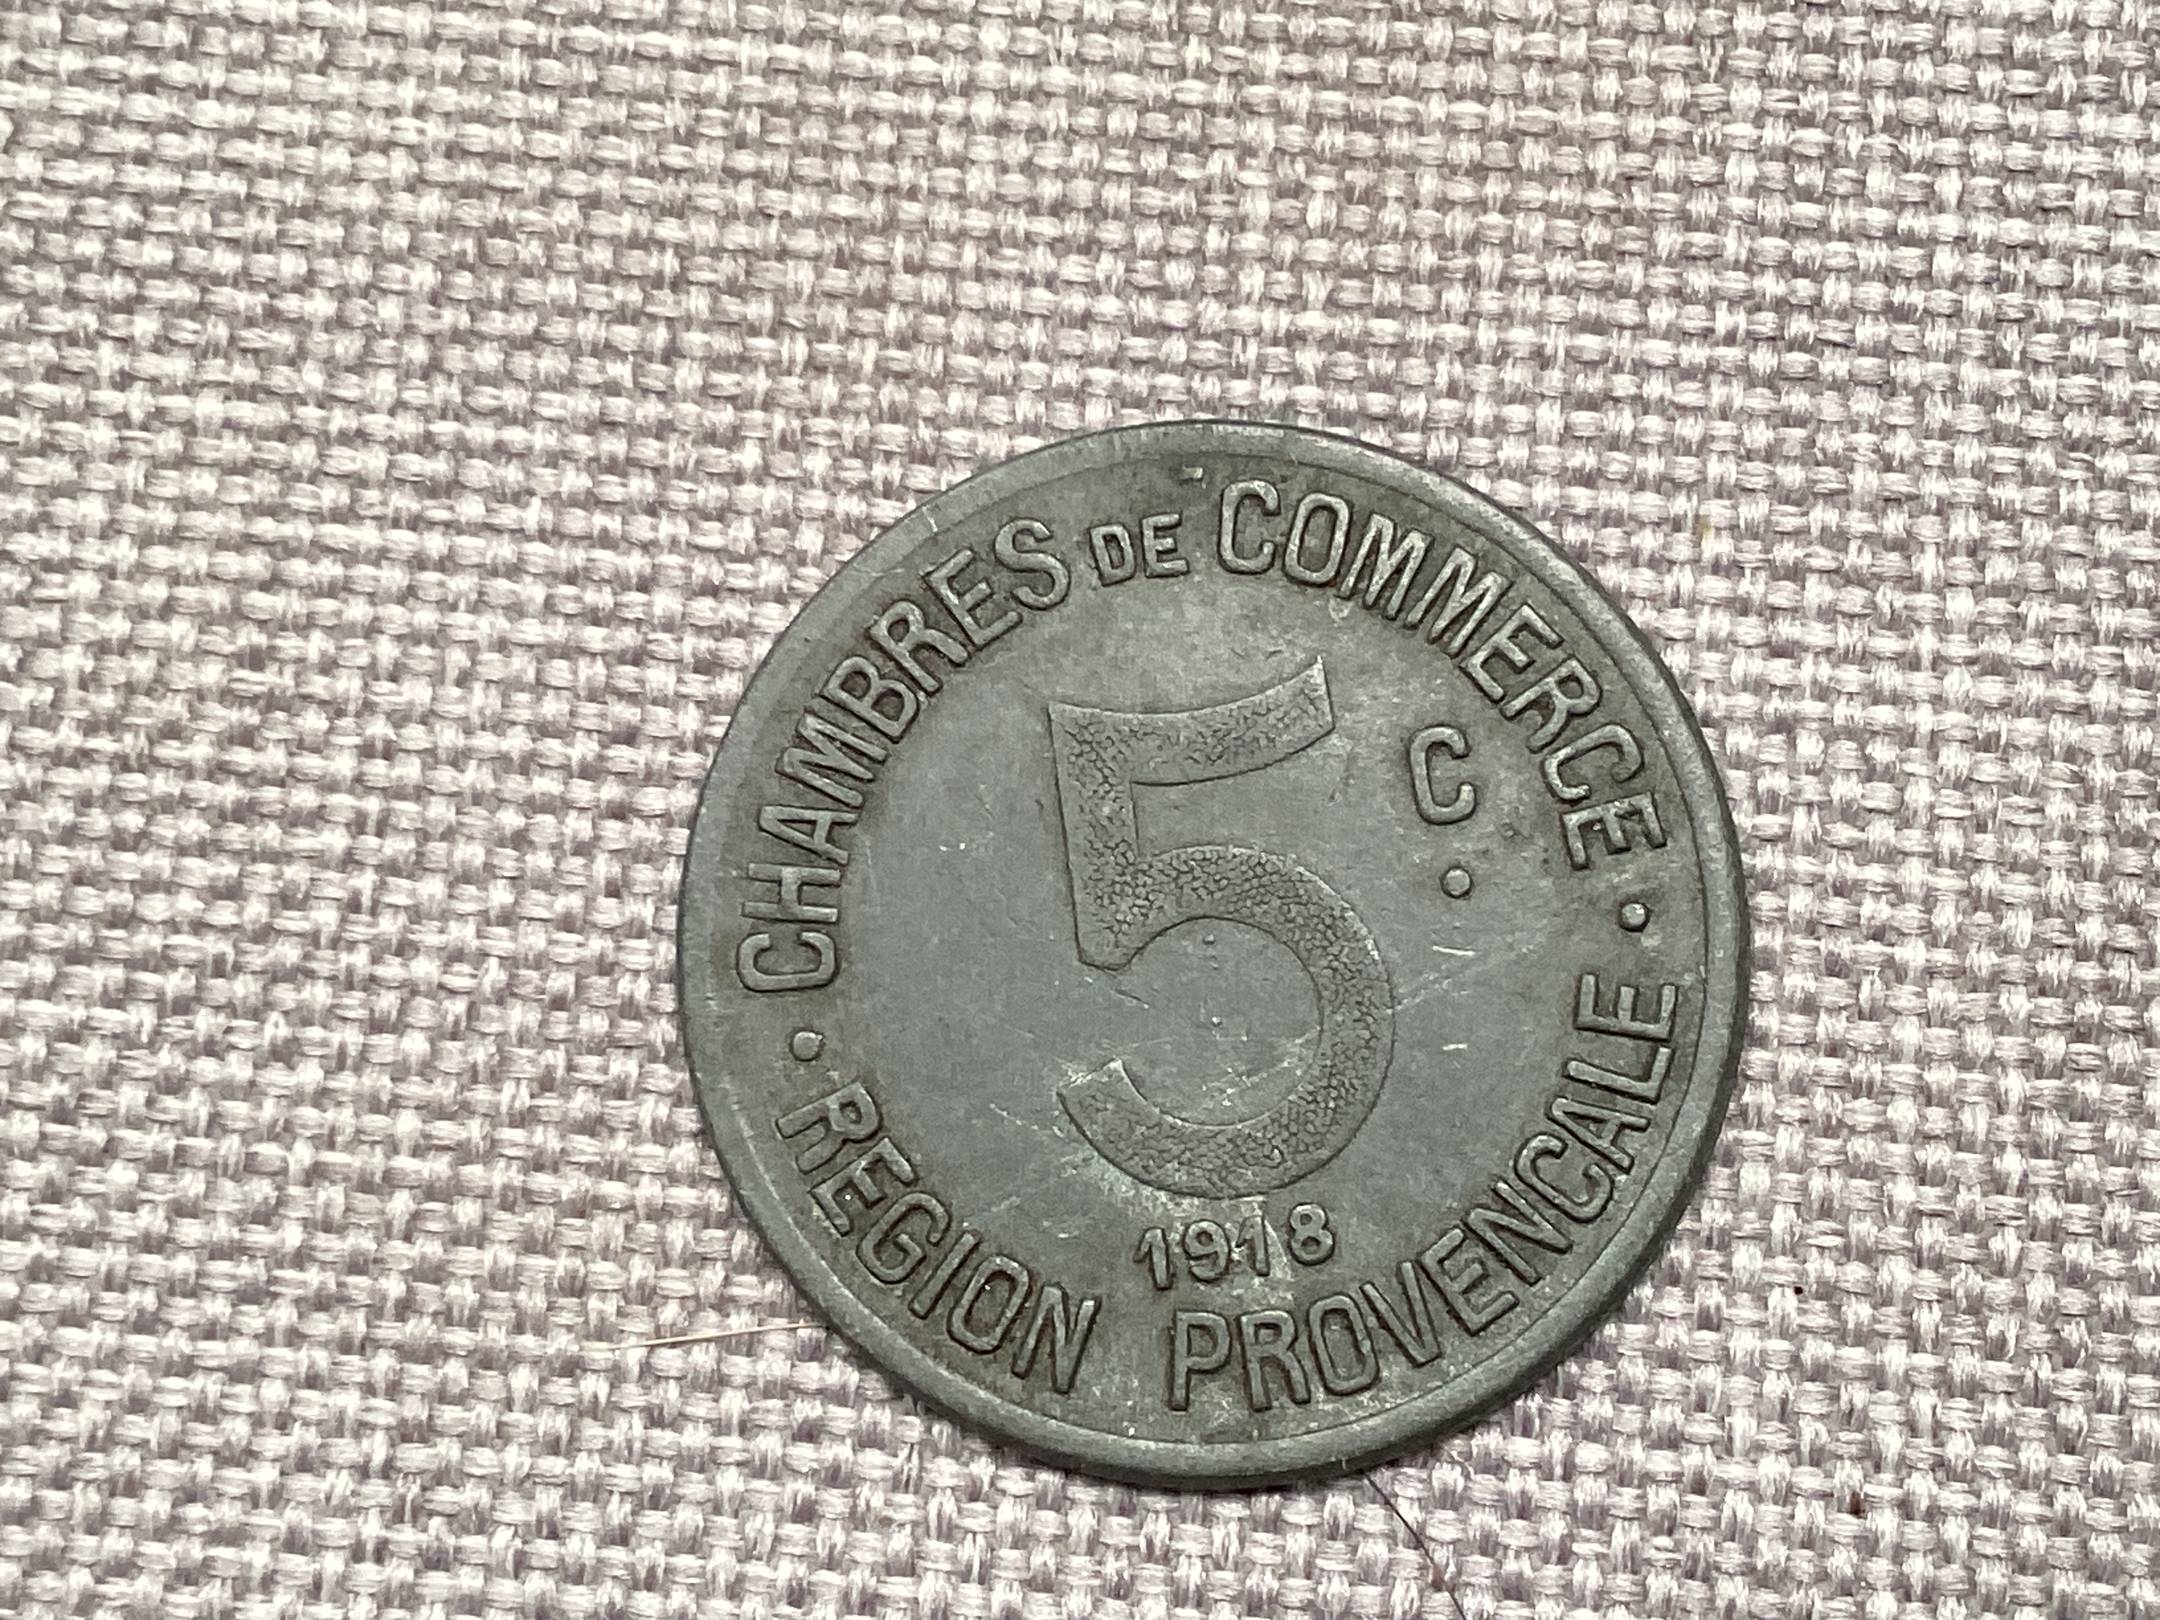 CHAMBRES DE COMMERCE
5 C
1918
REGION PROVENCALE